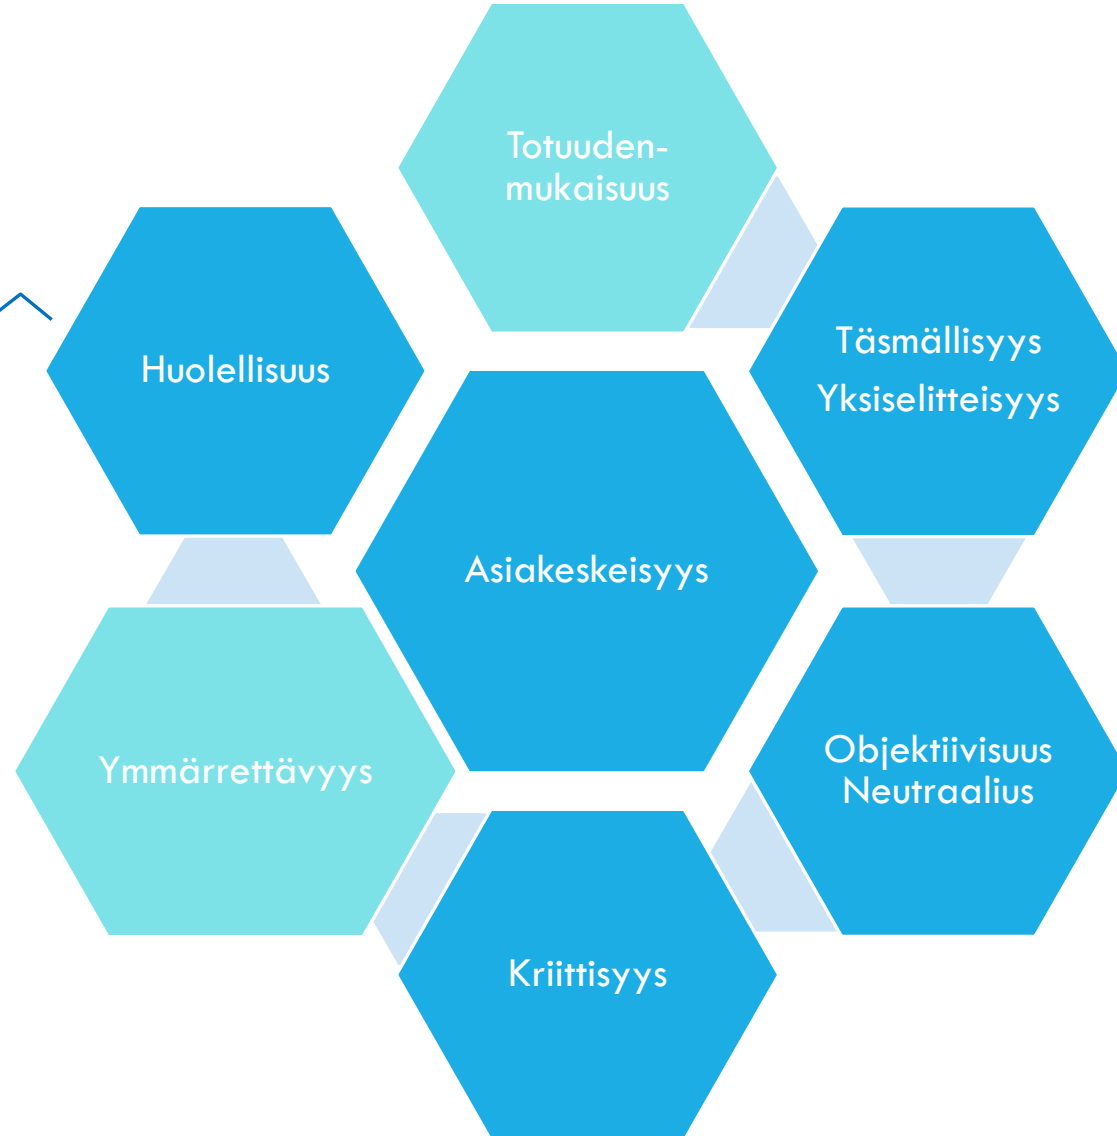 Totuuden-
mukaisuus
Huolellisuus
Täsmällisyys
Yksiselitteisyys
Asiakeskeisyys
Ymmärrettävyys
Objektiivisuus
Neutraalius
Kriittisyys